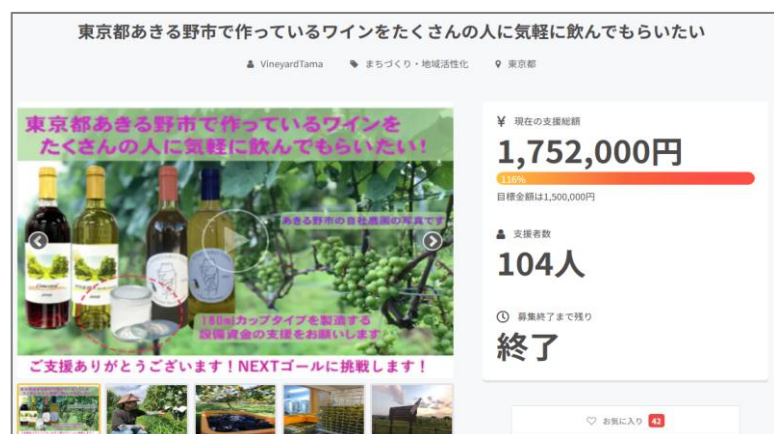 東京都あきる野市で作っているワインをたくさんの人に気軽に飲んでもらいたい
VineyardTama まちづくり・地域活性化 東京都
東京都あきる野市で作っているワインを
たくさんの人に気軽に飲んでもらいたい!
あきる野市の自社農園の写真です
180mlカップタイプを製造する
設備資金の支援をお願いします
ご支援ありがとうございます!NEXTゴールに挑戦します!
¥ 現在の支援総額
1,752,000円
116%
目標金額は1,500,000円
支援者数
104人
募集終了まで残り
終了
お気に入り 42